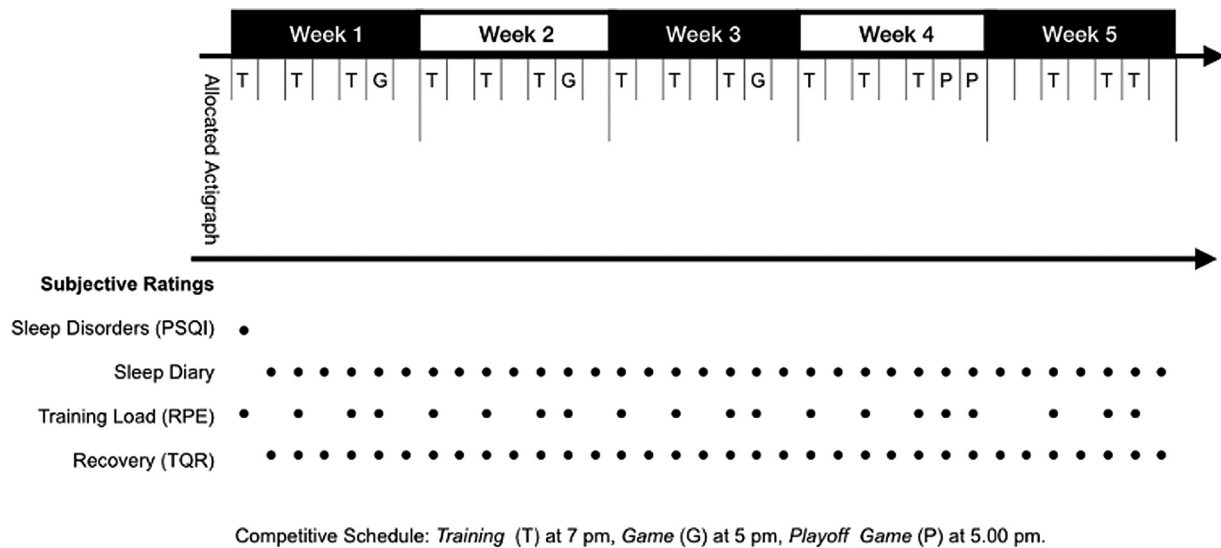 Week 1 Week 2 Week 3 Week 4 Week 5
T T T G T T T G T T T G T T T P P T T T
Allocated Actigraph
Subjective Ratings
Sleep Disorders (PSQI)
Sleep Diary
Training Load (RPE)
Recovery (TQR)
Competitive Schedule: Training (T) at 7 pm, Game (G) at 5 pm, Playoff Game (P) at 5.00 pm.